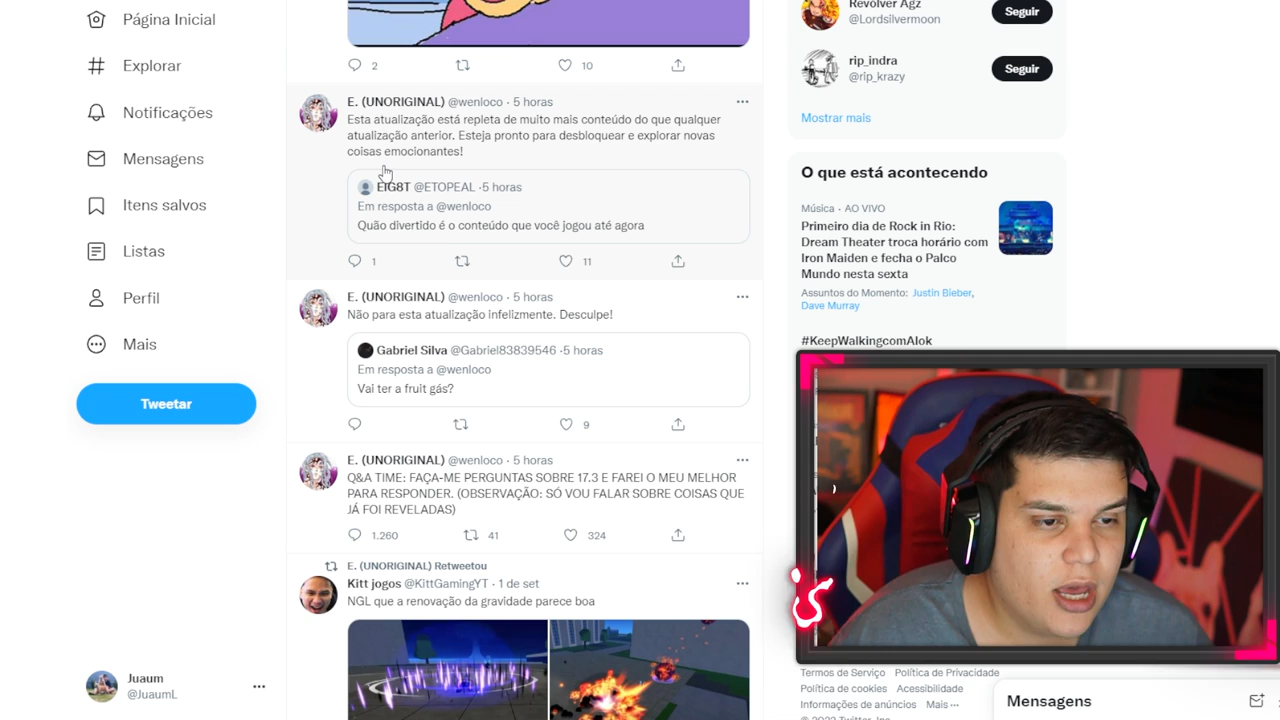 Página Inicial
Explorar
Notificações
Mensagens
Itens salvos
Listas
Perfil
Mais
Tweetar
Juaum
@JuaumL
2
10
E. (UNORIGINAL) @wenloco · 5 horas
Esta atualização está repleta de muito mais conteúdo do que qualquer
atualização anterior. Esteja pronto para desbloquear e explorar novas
coisas emocionantes!
EIG8T @ETOPEAL ·5 horas
Em resposta a @wenloco
Quão divertido é o conteúdo que você jogou até agora
1
11
E. (UNORIGINAL) @wenloco · 5 horas
Não para esta atualização infelizmente. Desculpe!
Gabriel Silva @Gabriel83839546 ·5 horas
Em resposta a @wenloco
Vai ter a fruit gás?
9
E. (UNORIGINAL) @wenloco · 5 horas
Q&A TIME: FAÇA-ME PERGUNTAS SOBRE 17.3 E FAREI O MEU MELHOR
PARA RESPONDER. (OBSERVAÇÃO: SÓ VOU FALAR SOBRE COISAS QUE
JÁ FOI REVELADAS)
1.260
41
324
E. (UNORIGINAL) Retweetou
Kitt jogos @KittGamingYT · 1 de set
NGL que a renovação da gravidade parece boa
Revolver Agz
@Lordsilvermoon
Seguir
rip_indra
@rip_krazy
Seguir
Mostrar mais
O que está acontecendo
Música · AO VIVO
Primeiro dia de Rock in Rio:
Dream Theater troca horário com
Iron Maiden e fecha o Palco
Mundo nesta sexta
Assuntos do Momento: Justin Bieber,
Dave Murray
#KeepWalkingcomAlok
Termos de Serviço Política de Privacidade
Política de cookies Acessibilidade
Informações de anúncios Mais ···
© 2022 Twitter, Inc.
Mensagens